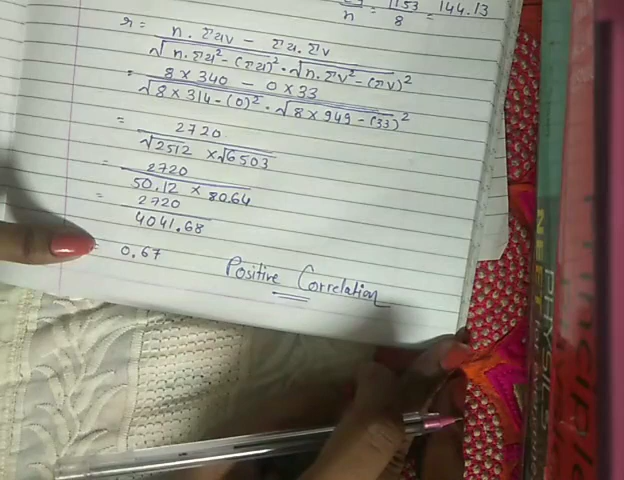 n = 1153 / 8 = 144.13
r = n. Σuv - Σu. Σv / √n. Σu² - (Σu)² . √n. Σv² - (Σv)²
= 8 x 340 - 0 x 33 / √8 x 314 - (0)² . √8 x 949 - (33)²
= 2720 / √2512 x √6503
= 2720 / 50.12 x 80.64
= 2720 / 4041.68
= 0.67
Positive Correlation
NEET
PHYSICS